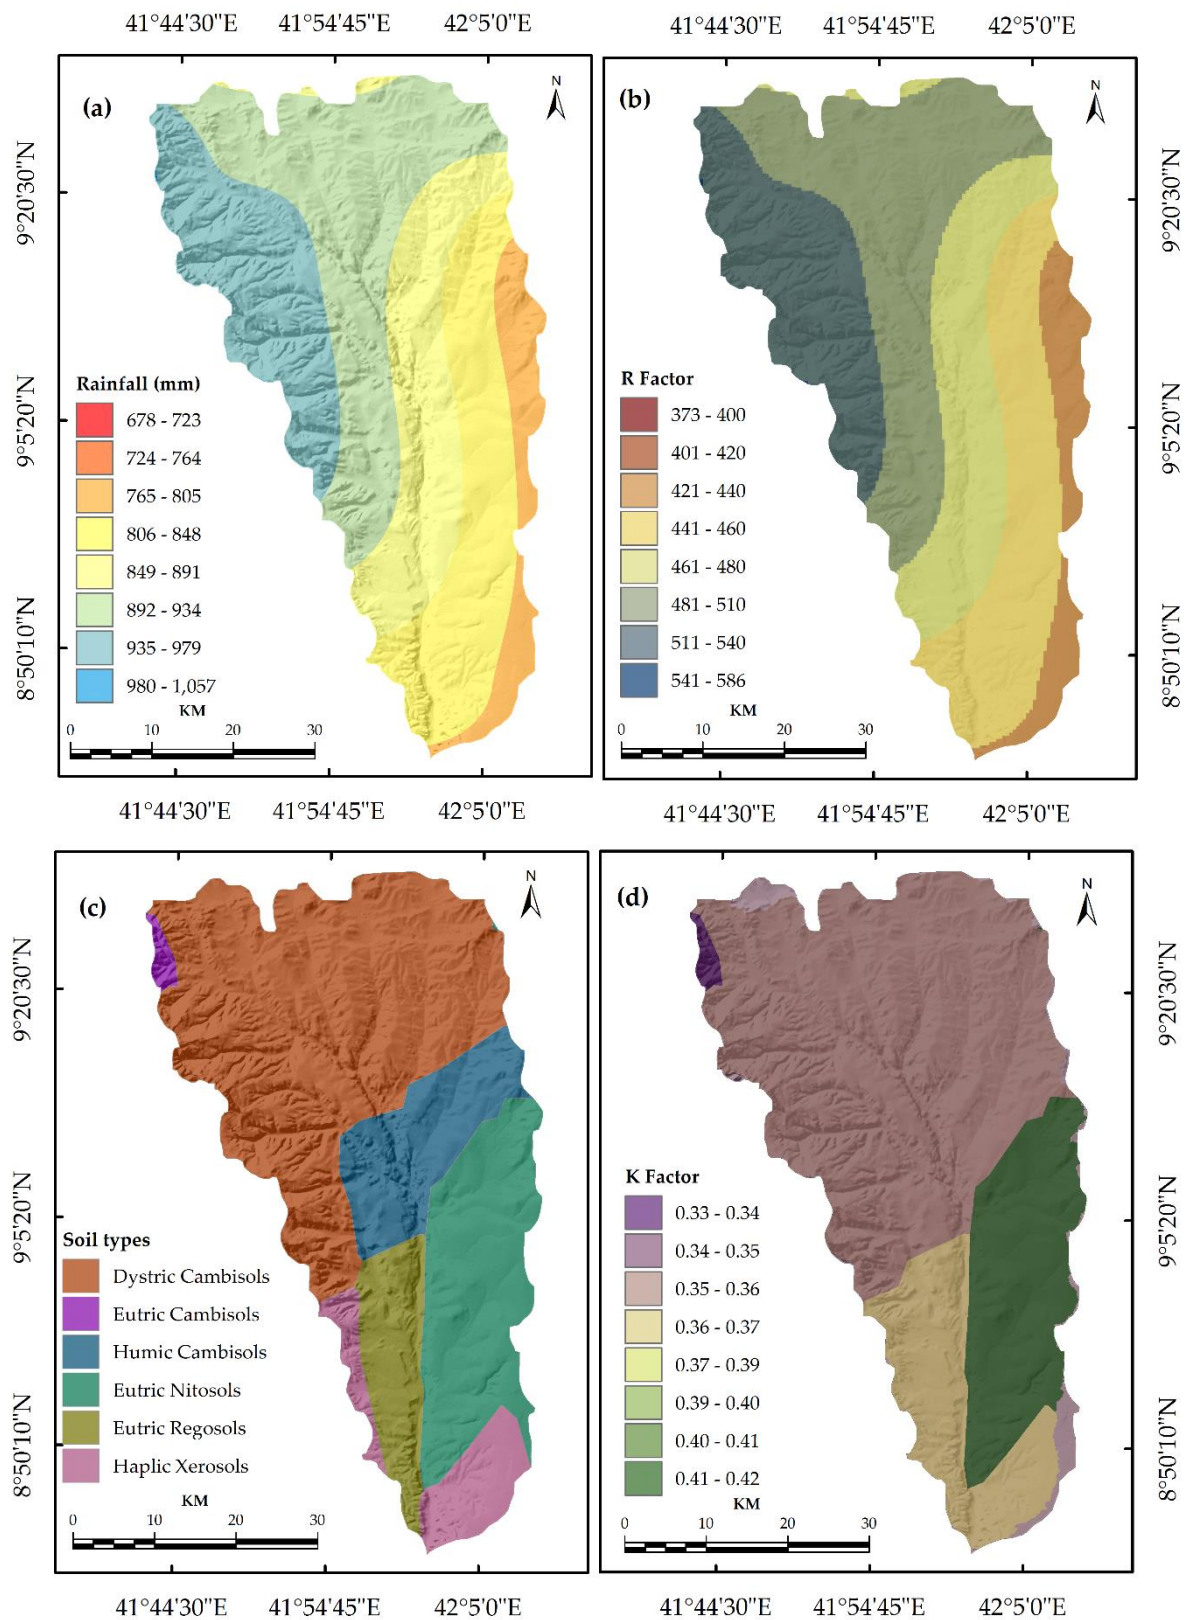 41°44'30"E 41°54'45"E 42°5'0"E
41°44'30"E 41°54'45"E 42°5'0"E
(a)
N
9°20'30"N
9°5'20"N
8°50'10"N
Rainfall (mm)
678 - 723
724 - 764
765 - 805
806 - 848
849 - 891
892 - 934
935 - 979
980 - 1,057
KM
0 10 20 30
(b)
N
9°20'30"N
9°5'20"N
8°50'10"N
R Factor
373 - 400
401 - 420
421 - 440
441 - 460
461 - 480
481 - 510
511 - 540
541 - 586
KM
0 10 20 30
41°44'30"E 41°54'45"E 42°5'0"E
41°44'30"E 41°54'45"E 42°5'0"E
(c)
N
9°20'30"N
9°5'20"N
8°50'10"N
Soil types
Dystric Cambisols
Eutric Cambisols
Humic Cambisols
Eutric Nitosols
Eutric Regosols
Haplic Xerosols
KM
0 10 20 30
(d)
N
9°20'30"N
9°5'20"N
8°50'10"N
K Factor
0.33 - 0.34
0.34 - 0.35
0.35 - 0.36
0.36 - 0.37
0.37 - 0.39
0.39 - 0.40
0.40 - 0.41
0.41 - 0.42
KM
0 10 20 30
41°44'30"E 41°54'45"E 42°5'0"E
41°44'30"E 41°54'45"E 42°5'0"E